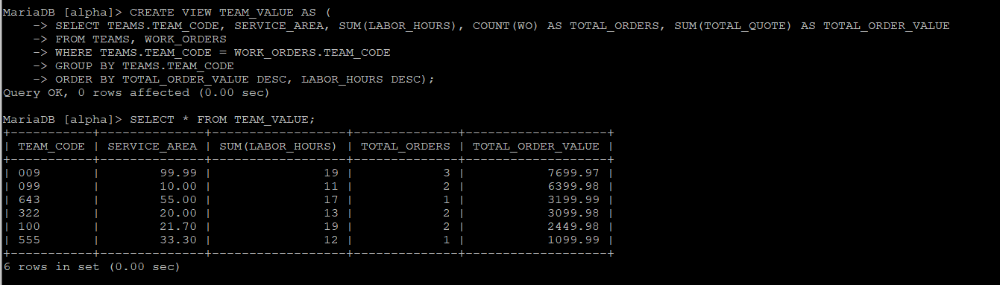 MariaDB [alpha]> CREATE VIEW TEAM_VALUE AS (
    -> SELECT TEAMS.TEAM_CODE, SERVICE_AREA, SUM(LABOR_HOURS), COUNT(WO) AS TOTAL_ORDERS, SUM(TOTAL_QUOTE) AS TOTAL_ORDER_VALUE
    -> FROM TEAMS, WORK_ORDERS
    -> WHERE TEAMS.TEAM_CODE = WORK_ORDERS.TEAM_CODE
    -> GROUP BY TEAMS.TEAM_CODE
    -> ORDER BY TOTAL_ORDER_VALUE DESC, LABOR_HOURS DESC);
Query OK, 0 rows affected (0.00 sec)

MariaDB [alpha]> SELECT * FROM TEAM_VALUE;
+-----------+--------------+------------------+--------------+-------------------+
| TEAM_CODE | SERVICE_AREA | SUM(LABOR_HOURS) | TOTAL_ORDERS | TOTAL_ORDER_VALUE |
+-----------+--------------+------------------+--------------+-------------------+
| 009       |        99.99 |               19 |            3 |           7699.97 |
| 099       |        10.00 |               11 |            2 |           6399.98 |
| 643       |        55.00 |               17 |            1 |           3199.99 |
| 322       |        20.00 |               13 |            2 |           3099.98 |
| 100       |        21.70 |               19 |            2 |           2449.98 |
| 555       |        33.30 |               12 |            1 |           1099.99 |
+-----------+--------------+------------------+--------------+-------------------+
6 rows in set (0.00 sec)